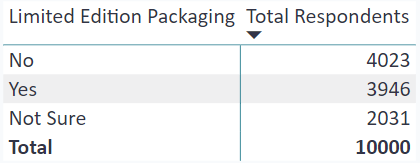 Limited Edition Packaging Total Respondents
No 4023
Yes 3946
Not Sure 2031
Total 10000